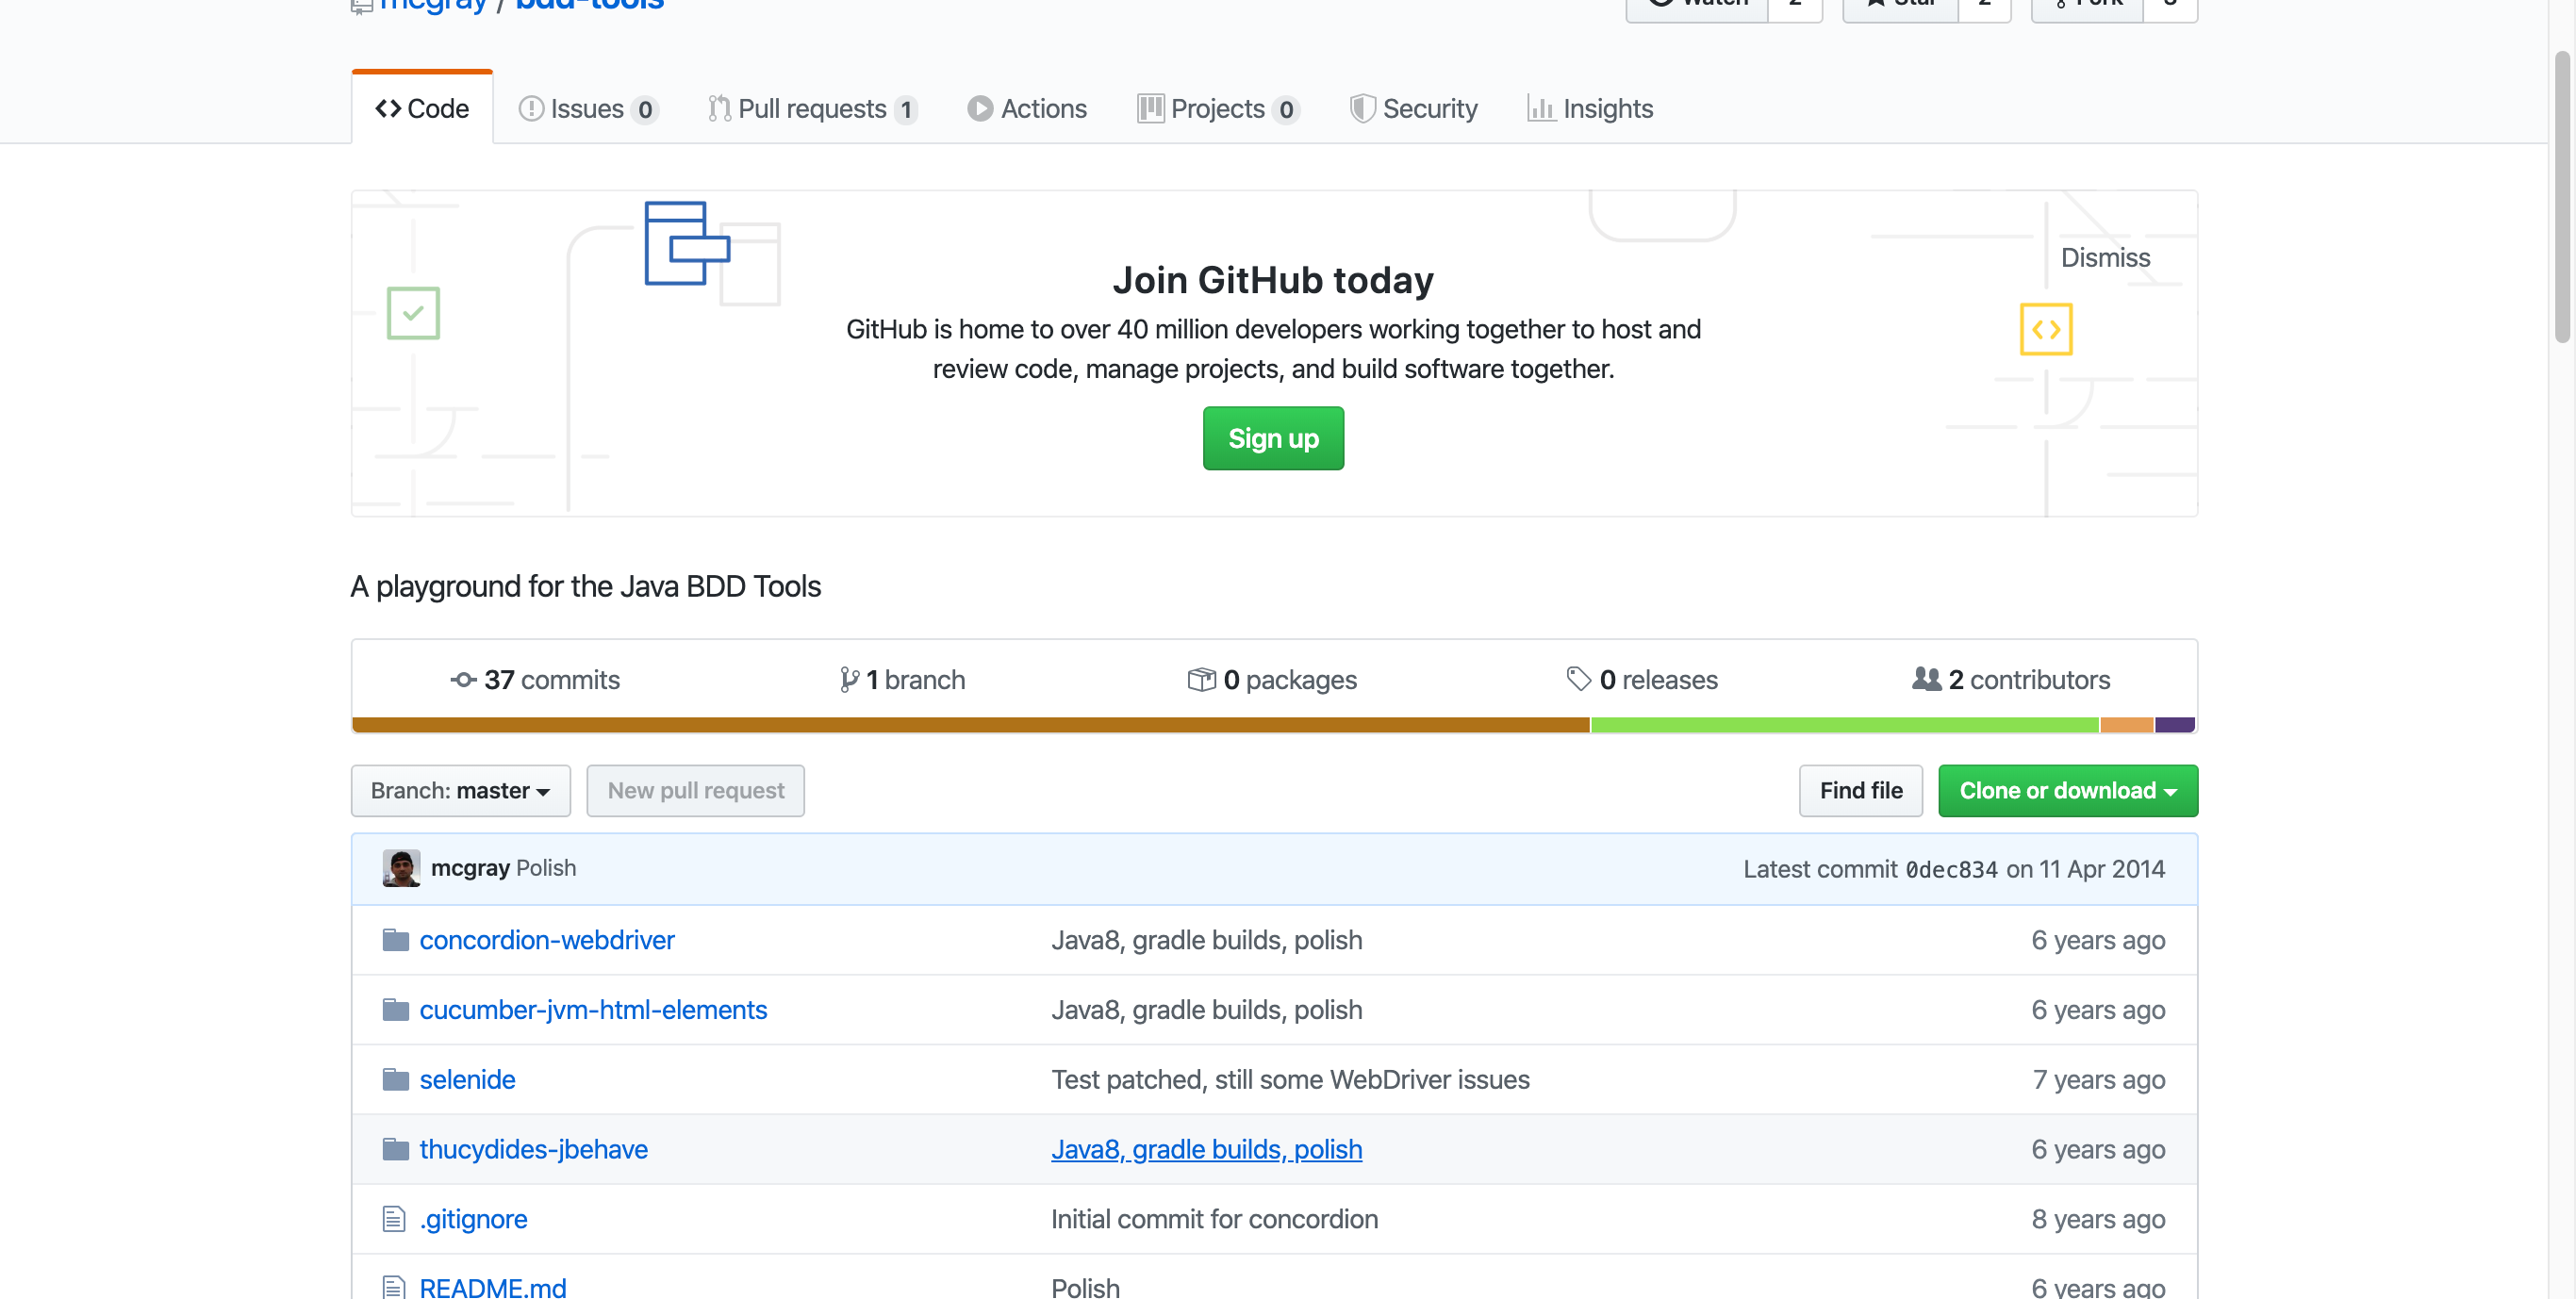 mcgray / bdd-tools
Watch 2 Star 2 Fork
Code Issues 0 Pull requests 1 Actions Projects 0 Security Insights
Dismiss
Join GitHub today
GitHub is home to over 40 million developers working together to host and
review code, manage projects, and build software together.
Sign up
A playground for the Java BDD Tools
37 commits 1 branch 0 packages 0 releases 2 contributors
Branch: master New pull request Find file Clone or download
mcgray Polish Latest commit 0dec834 on 11 Apr 2014
concordion-webdriver Java8, gradle builds, polish 6 years ago
cucumber-jvm-html-elements Java8, gradle builds, polish 6 years ago
selenide Test patched, still some WebDriver issues 7 years ago
thucydides-jbehave Java8, gradle builds, polish 6 years ago
.gitignore Initial commit for concordion 8 years ago
README.md Polish 6 years ago